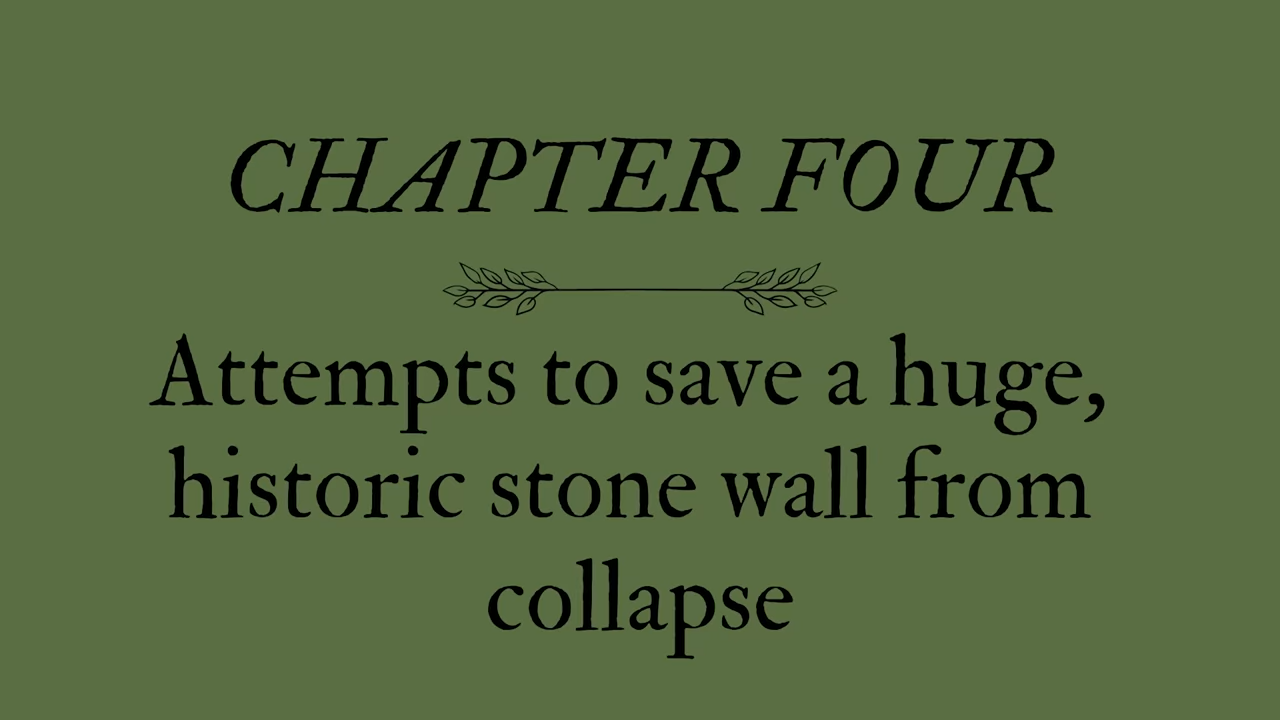 CHAPTER FOUR
Attempts to save a huge,
historic stone wall from
collapse